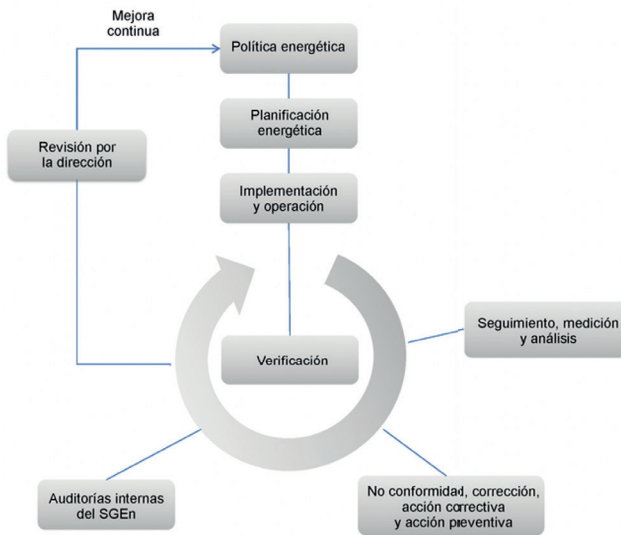 Mejora
continua
Política energética
Planificación
energética
Revisión por
la dirección
Implementación
y operación
Seguimiento, medición
y análisis
Verificación
Auditorías internas
del SGEn
No conformidad, corrección,
acción correctiva
y acción preventiva